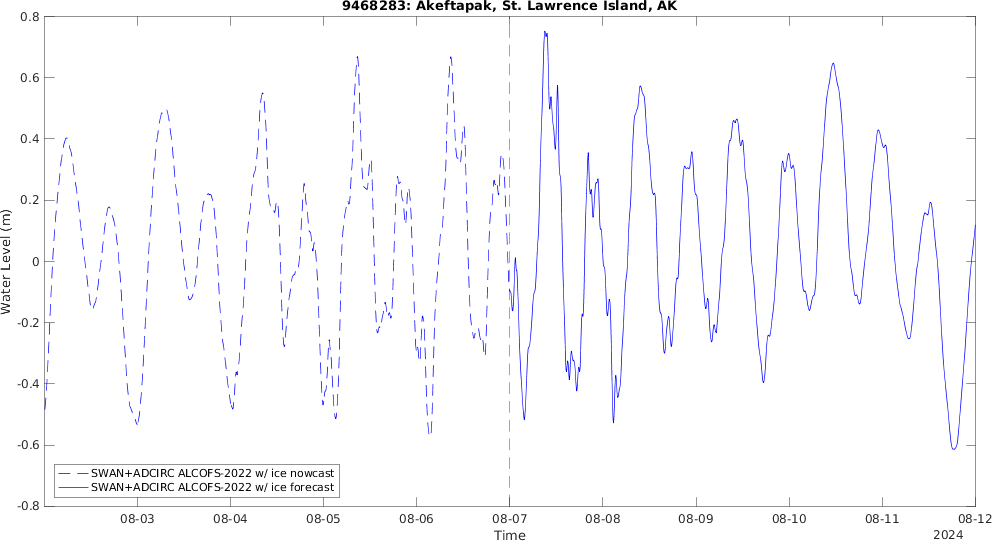 9468283: Akeftapak, St. Lawrence Island, AK
0.8
0.6
0.4
0.2
0
-0.2
-0.4
-0.6
-0.8
Water Level (m)
SWAN+ADCIRC ALCOFS-2022 w/ ice nowcast
SWAN+ADCIRC ALCOFS-2022 w/ ice forecast
08-03 08-04 08-05 08-06 08-07 08-08 08-09 08-10 08-11 08-12
Time
2024